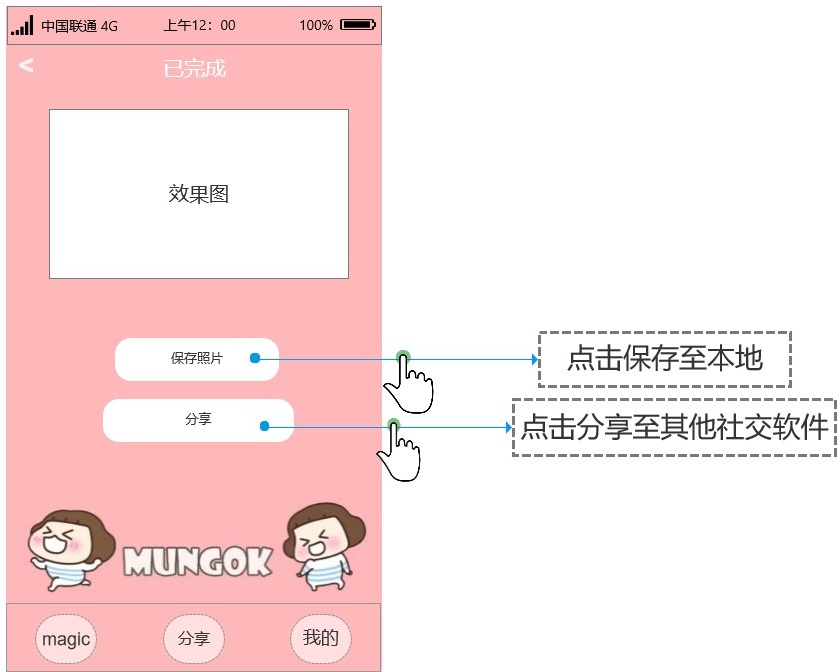 中国联通 4G 上午12：00 100%
< 已完成
效果图
保存照片
点击保存至本地
分享
点击分享至其他社交软件
MUNGOK
magic 分享 我的